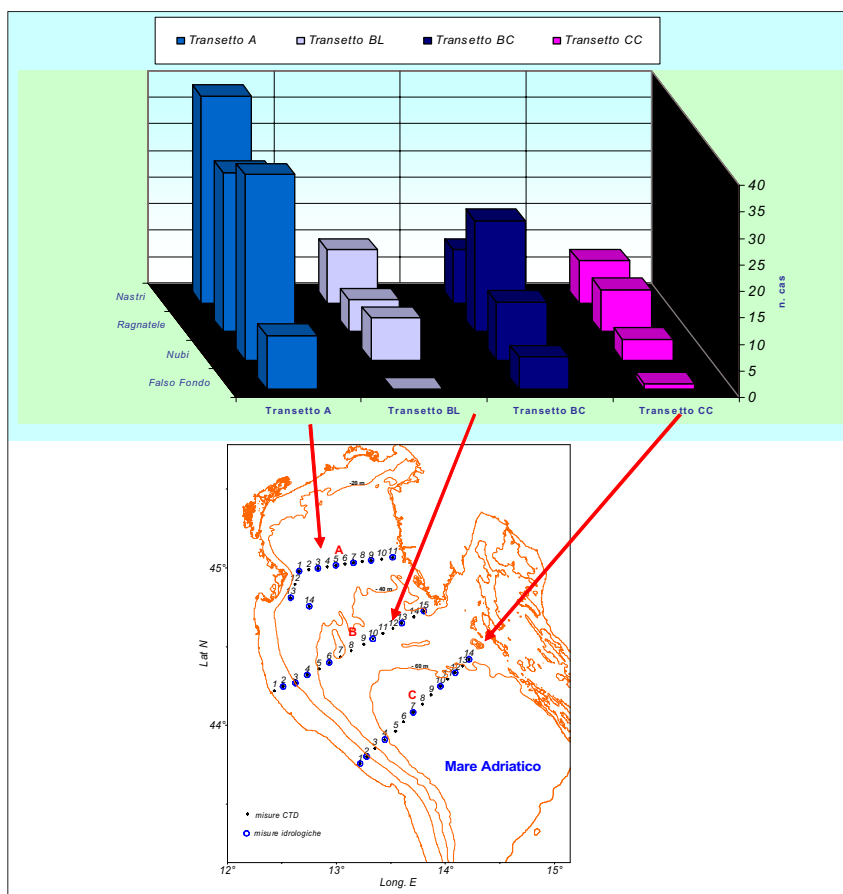 Transetto A Transetto BL Transetto BC Transetto CC
40
35
30
25
20
15
10
5
0
n. cas
Nastri
Ragnatele
Nubi
Falso Fondo
Transetto A Transetto BL Transetto BC Transetto CC
-20 m
A
1 2 3 4 5 6 7 8 9 10 11
12
13
14
45°
- 40 m
B
1 2 3 4 5 6 7 8 9 10 11 12 13 14 15
Lat N
- 60 m
C
1 2 3 4 5 6 7 8 9 10 11 12 13 14
44°
Mare Adriatico
misure CTD
misure idrologiche
12° 13° 14° 15°
Long. E